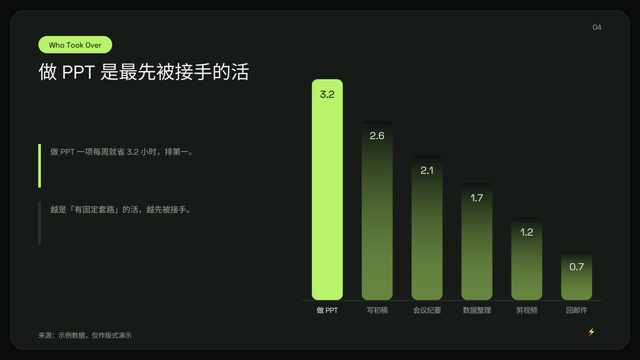 04
Who Took Over
做 PPT 是最先被接手的活
做 PPT 一项每周就省 3.2 小时，排第一。
越是「有固定套路」的活，越先被接手。
3.2
2.6
2.1
1.7
1.2
0.7
做 PPT
写初稿
会议纪要
数据整理
剪视频
回邮件
来源：示例数据，仅作版式演示